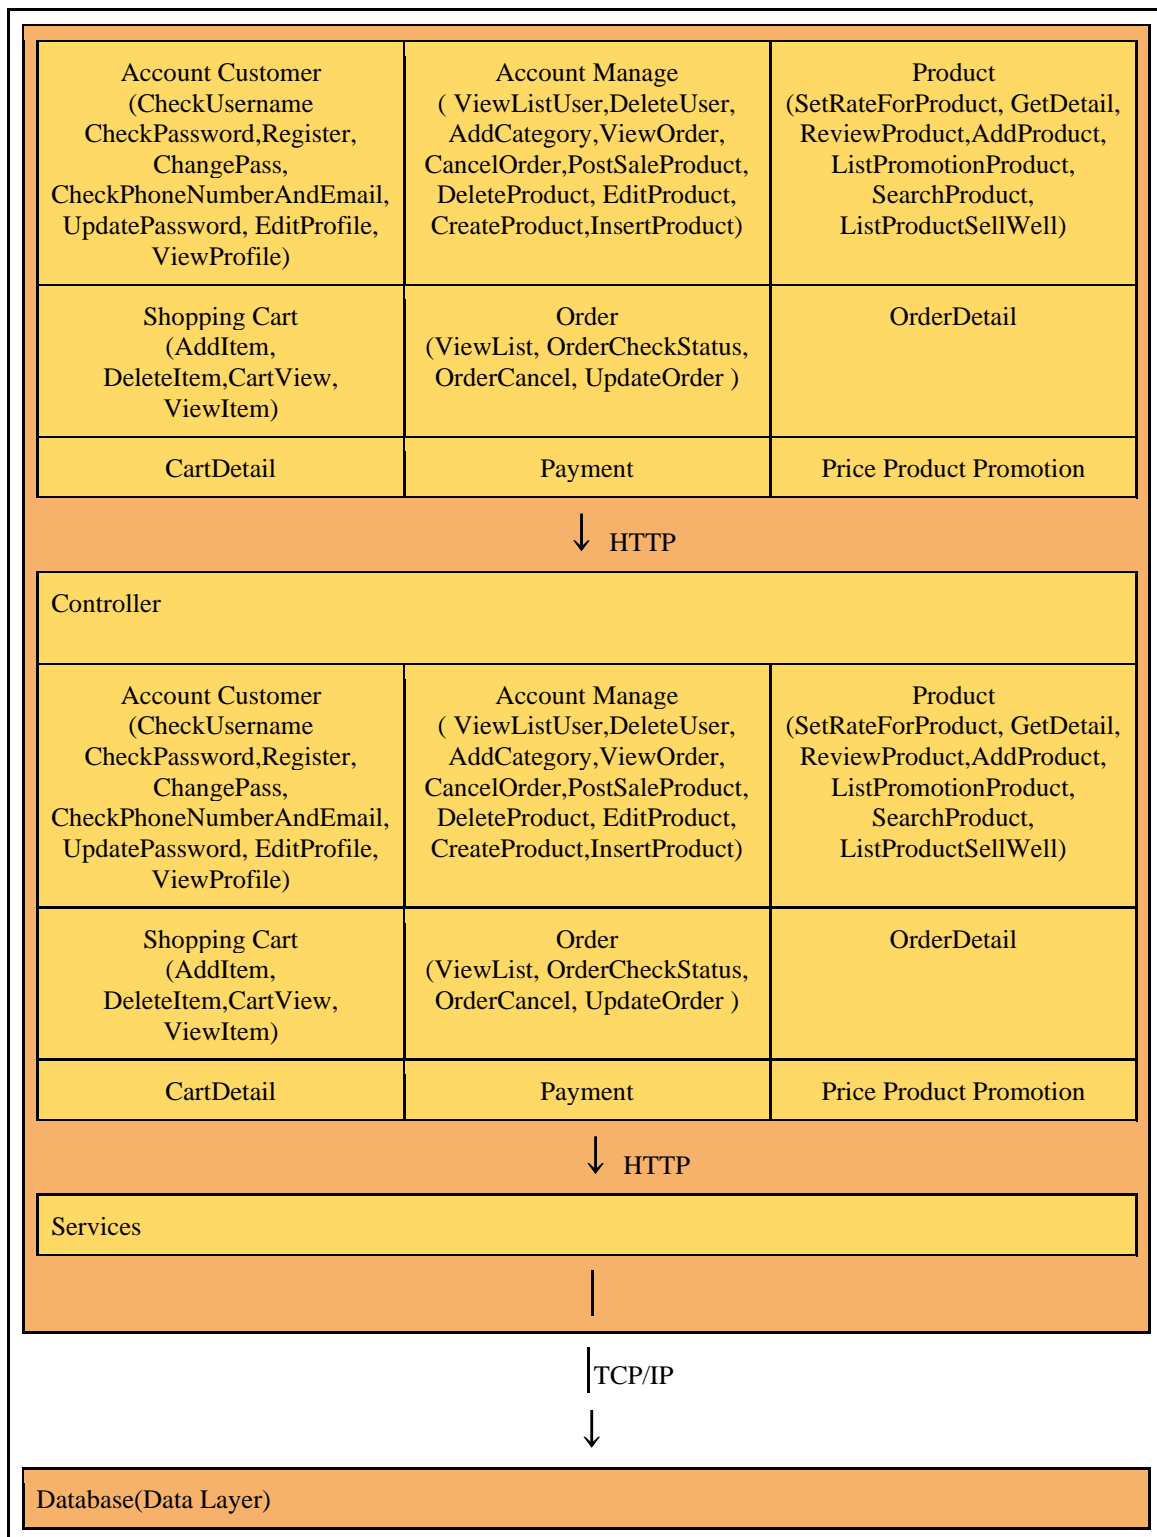 Account Customer
(CheckUsername
CheckPassword,Register,
ChangePass,
CheckPhoneNumberAndEmail,
UpdatePassword, EditProfile,
ViewProfile)
Account Manage
( ViewListUser,DeleteUser,
AddCategory,ViewOrder,
CancelOrder,PostSaleProduct,
DeleteProduct, EditProduct,
CreateProduct,InsertProduct)
Product
(SetRateForProduct, GetDetail,
ReviewProduct,AddProduct,
ListPromotionProduct,
SearchProduct,
ListProductSellWell)
Shopping Cart
(AddItem,
DeleteItem,CartView,
ViewItem)
Order
(ViewList, OrderCheckStatus,
OrderCancel, UpdateOrder )
OrderDetail
CartDetail
Payment
Price Product Promotion
HTTP
Controller
Account Customer
(CheckUsername
CheckPassword,Register,
ChangePass,
CheckPhoneNumberAndEmail,
UpdatePassword, EditProfile,
ViewProfile)
Account Manage
( ViewListUser,DeleteUser,
AddCategory,ViewOrder,
CancelOrder,PostSaleProduct,
DeleteProduct, EditProduct,
CreateProduct,InsertProduct)
Product
(SetRateForProduct, GetDetail,
ReviewProduct,AddProduct,
ListPromotionProduct,
SearchProduct,
ListProductSellWell)
Shopping Cart
(AddItem,
DeleteItem,CartView,
ViewItem)
Order
(ViewList, OrderCheckStatus,
OrderCancel, UpdateOrder )
OrderDetail
CartDetail
Payment
Price Product Promotion
HTTP
Services
TCP/IP
Database(Data Layer)